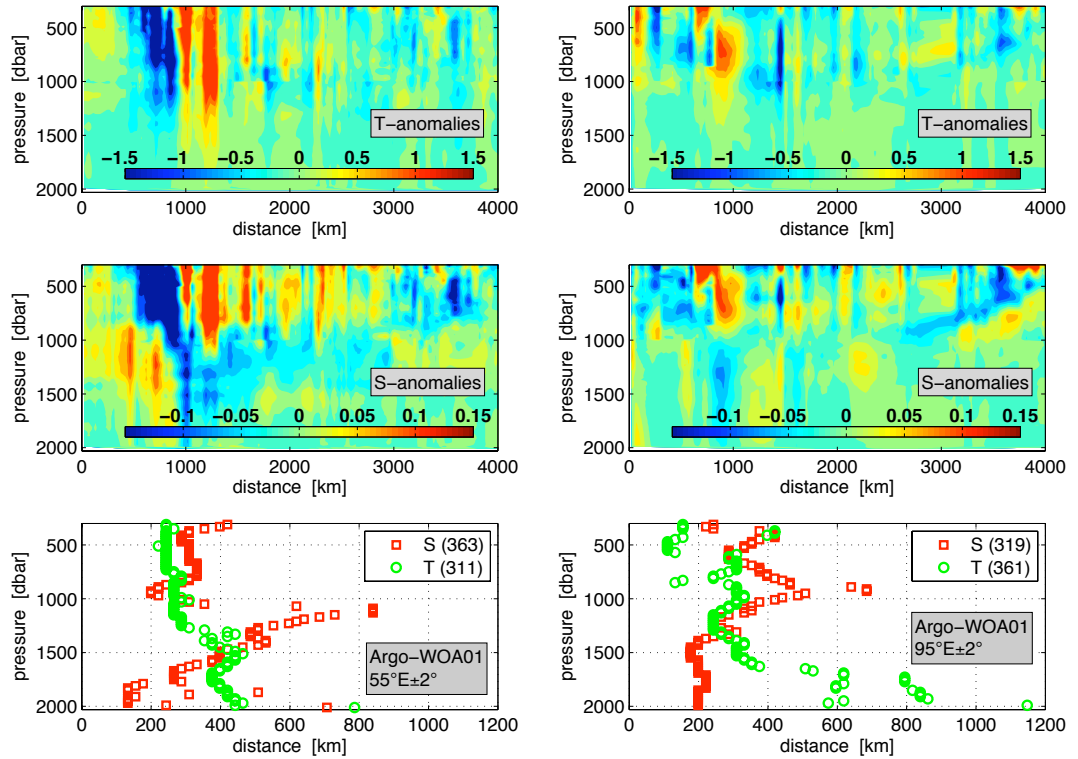 500
1000
1500
2000
pressure [dbar]
T−anomalies
−1.5 −1 −0.5 0 0.5 1 1.5
0 1000 2000 3000 4000
distance [km]
500
1000
1500
2000
pressure [dbar]
T−anomalies
−1.5 −1 −0.5 0 0.5 1 1.5
0 1000 2000 3000 4000
distance [km]
500
1000
1500
2000
pressure [dbar]
S−anomalies
−0.1 −0.05 0 0.05 0.1 0.15
0 1000 2000 3000 4000
distance [km]
500
1000
1500
2000
pressure [dbar]
S−anomalies
−0.1 −0.05 0 0.05 0.1 0.15
0 1000 2000 3000 4000
distance [km]
500
1000
1500
2000
pressure [dbar]
S (363)
T (311)
Argo−WOA01
55°E±2°
0 200 400 600 800 1000 1200
distance [km]
500
1000
1500
2000
pressure [dbar]
S (319)
T (361)
Argo−WOA01
95°E±2°
0 200 400 600 800 1000 1200
distance [km]